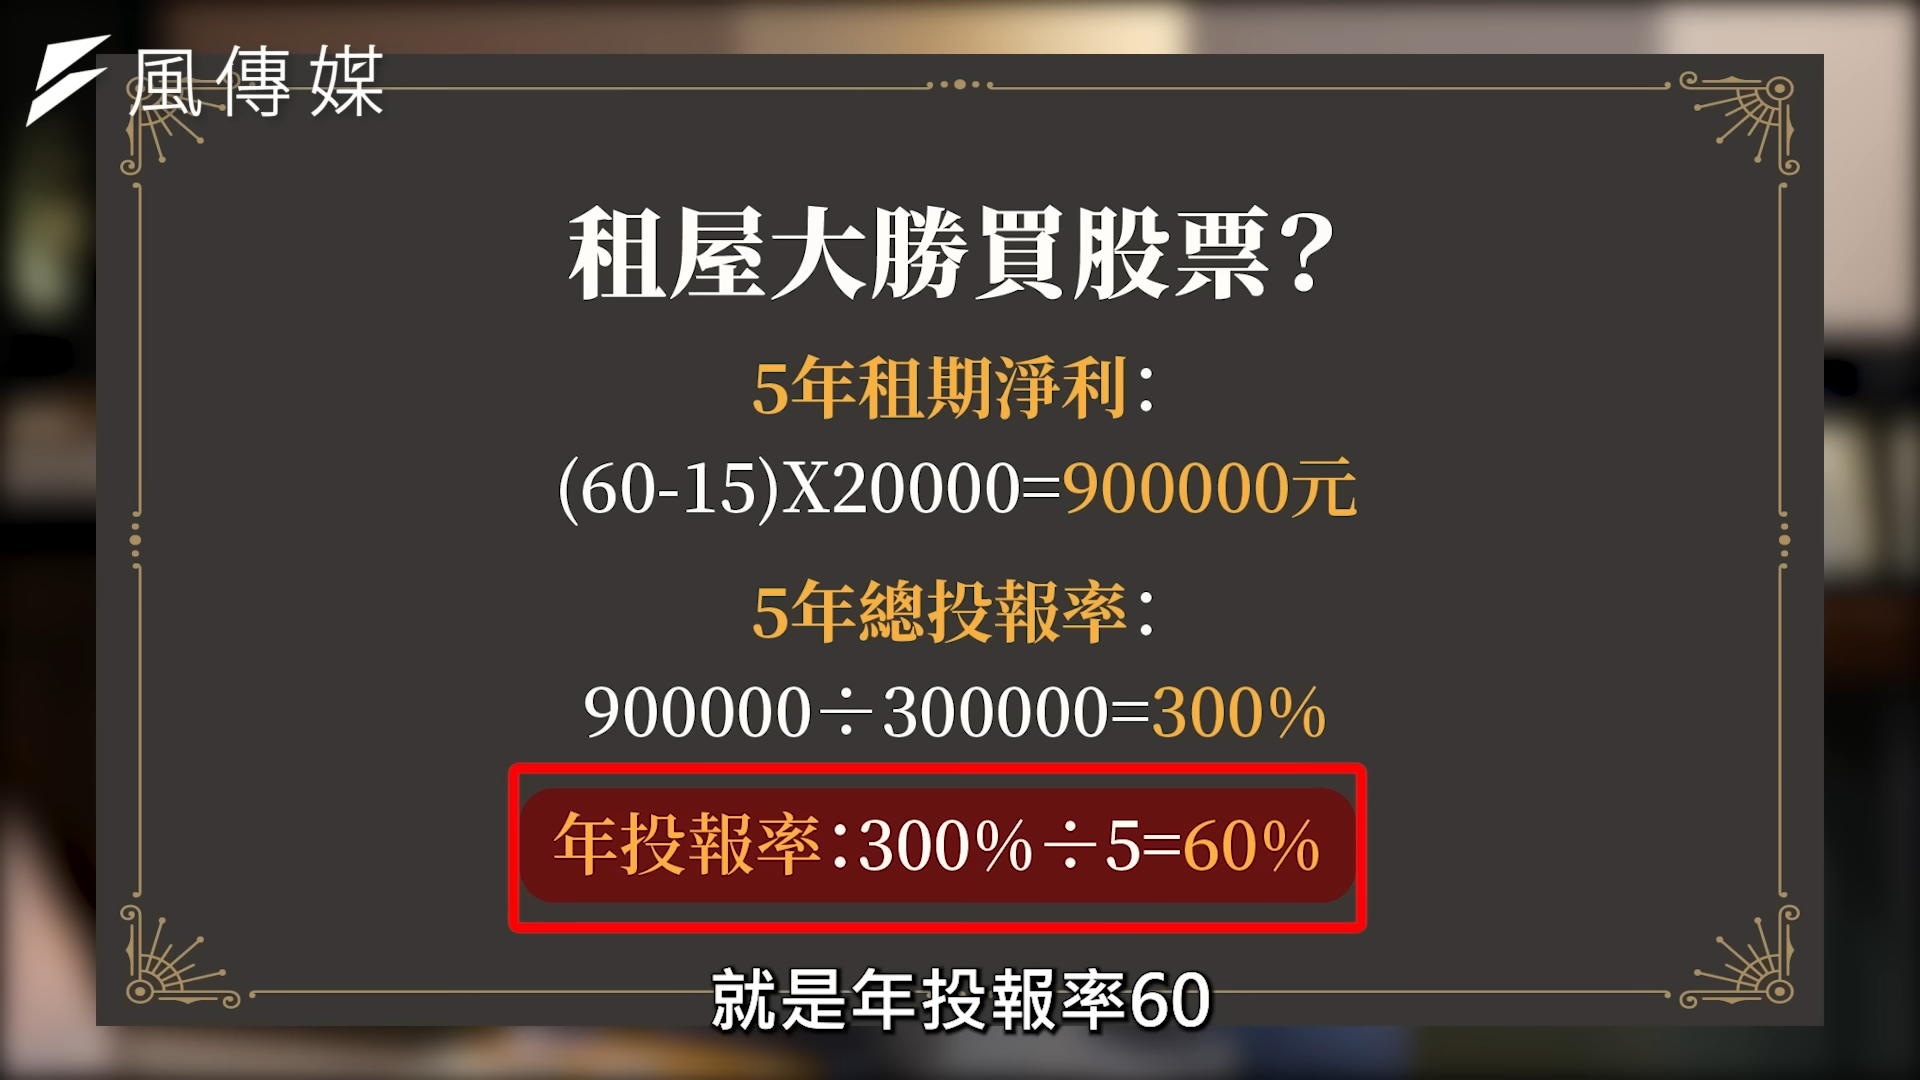 風傳媒
租屋大勝買股票？
5年租期淨利：
(60-15)X20000=900000元
5年總投報率：
900000÷300000=300%
年投報率：300%÷5=60%
就是年投報率60